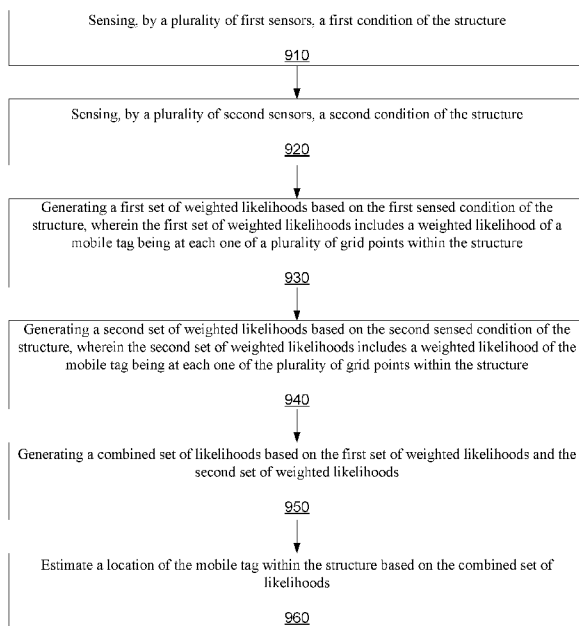 Sensing, by a plurality of first sensors, a first condition of the structure
910
Sensing, by a plurality of second sensors, a second condition of the structure
920
Generating a first set of weighted likelihoods based on the first sensed condition of the
structure, wherein the first set of weighted likelihoods includes a weighted likelihood of a
mobile tag being at each one of a plurality of grid points within the structure
930
Generating a second set of weighted likelihoods based on the second sensed condition of the
structure, wherein the second set of weighted likelihoods includes a weighted likelihood of the
mobile tag being at each one of the plurality of grid points within the structure
940
Generating a combined set of likelihoods based on the first set of weighted likelihoods and the
second set of weighted likelihoods
950
Estimate a location of the mobile tag within the structure based on the combined set of
likelihoods
960